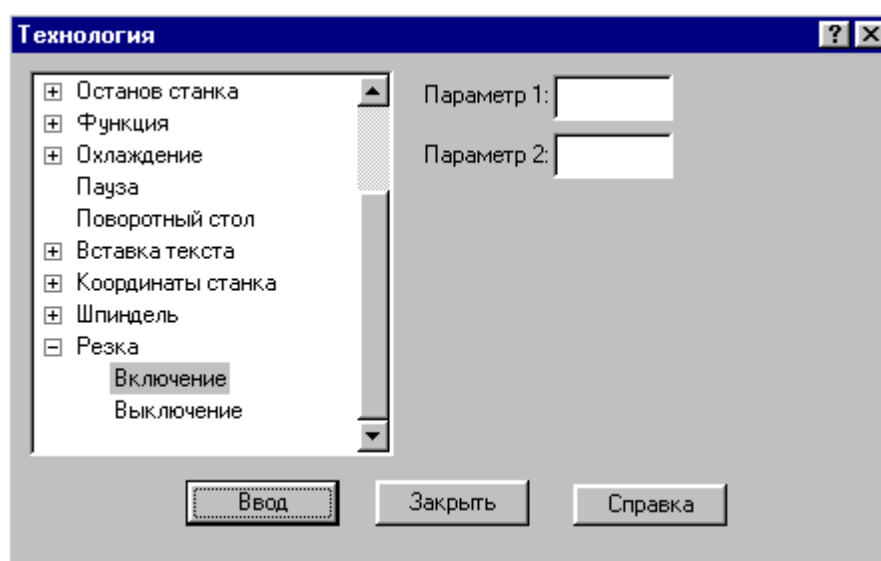 Технология
Останов станка
Функция
Охлаждение
Пауза
Поворотный стол
Вставка текста
Координаты станка
Шпиндель
Резка
Включение
Выключение
Параметр 1:
Параметр 2:
Ввод
Закрыть
Справка